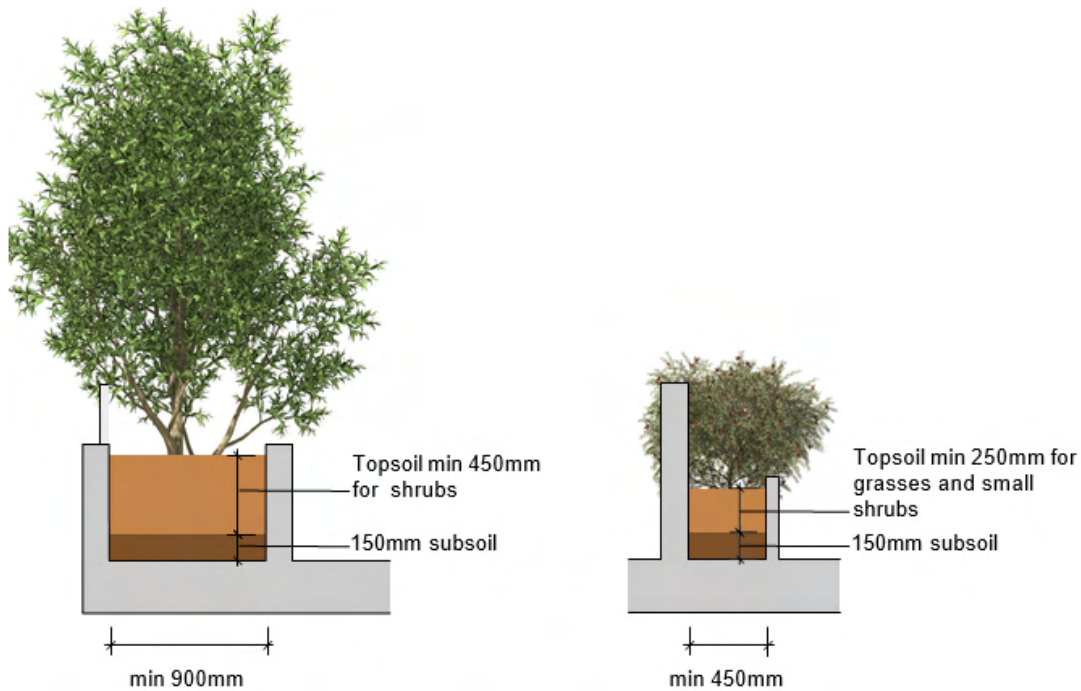 Topsoil min 450mm
for shrubs
150mm subsoil
min 900mm
Topsoil min 250mm for
grasses and small
shrubs
150mm subsoil
min 450mm